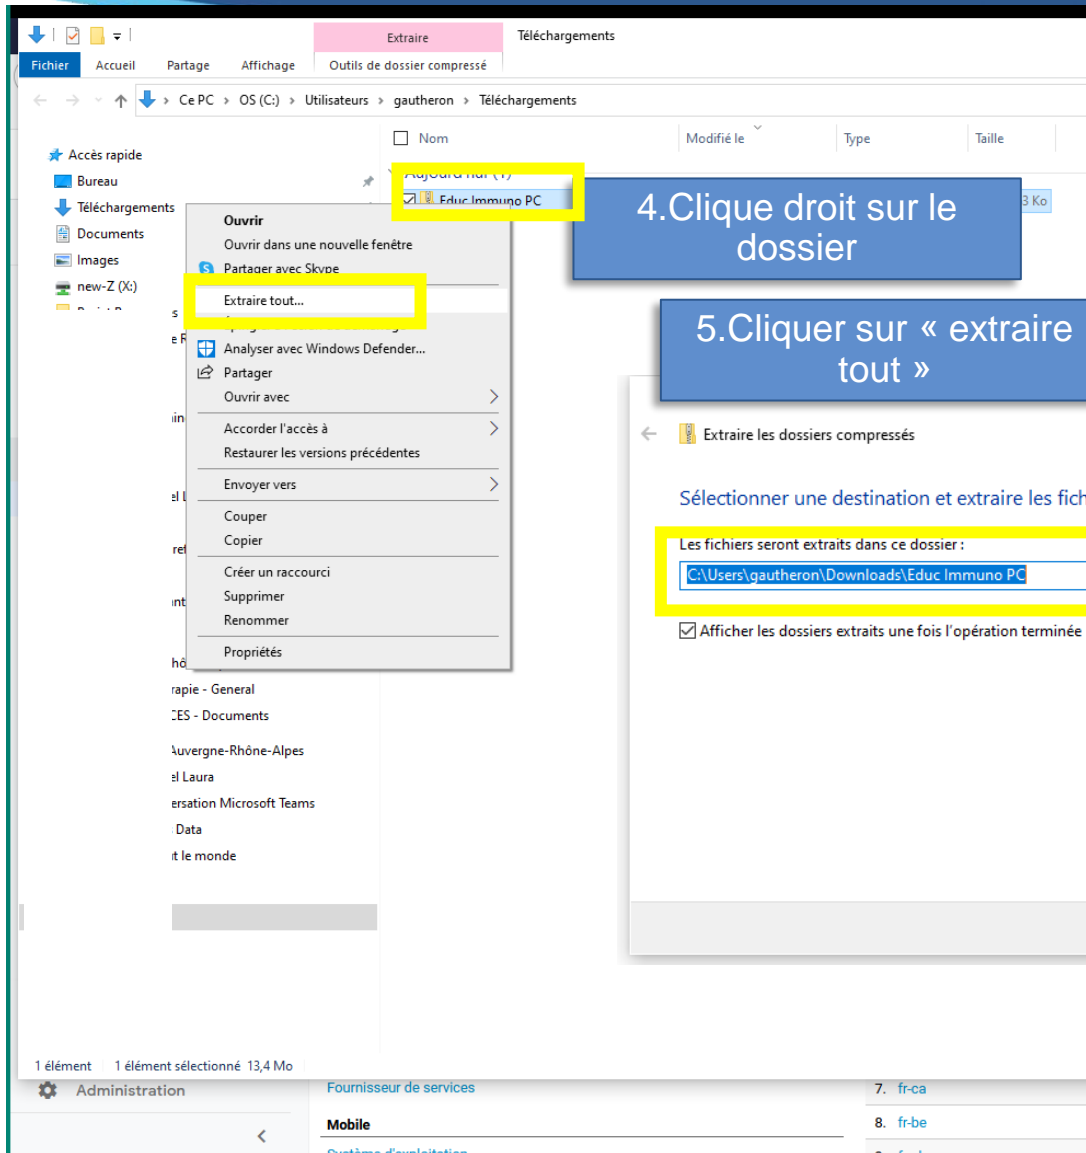 Extraire
Téléchargements
Fichier
Accueil
Partage
Affichage
Outils de dossier compressé
Ce PC > OS (C:) > Utilisateurs > gautheron > Téléchargements
Nom
Modifié le
Type
Taille
Accès rapide
Bureau
Téléchargements
Documents
Images
new-Z (X:)
Educ Immuno PC
3 Ko
4.Clique droit sur le
dossier
5.Cliquer sur « extraire
tout »
Ouvrir
Ouvrir dans une nouvelle fenêtre
Partager avec Skype
Extraire tout...
Analyser avec Windows Defender...
Partager
Ouvrir avec
Accorder l'accès à
Restaurer les versions précédentes
Envoyer vers
Couper
Copier
Créer un raccourci
Supprimer
Renommer
Propriétés
rapie - General
CES - Documents
Auvergne-Rhône-Alpes
el Laura
ersation Microsoft Teams
Data
ut le monde
Extraire les dossiers compressés
Sélectionner une destination et extraire les fich
Les fichiers seront extraits dans ce dossier :
C:\Users\gautheron\Downloads\Educ Immuno PC
Afficher les dossiers extraits une fois l'opération terminée
1 élément
1 élément sélectionné 13,4 Mo
Administration
Fournisseur de services
Mobile
7. fr-ca
8. fr-be